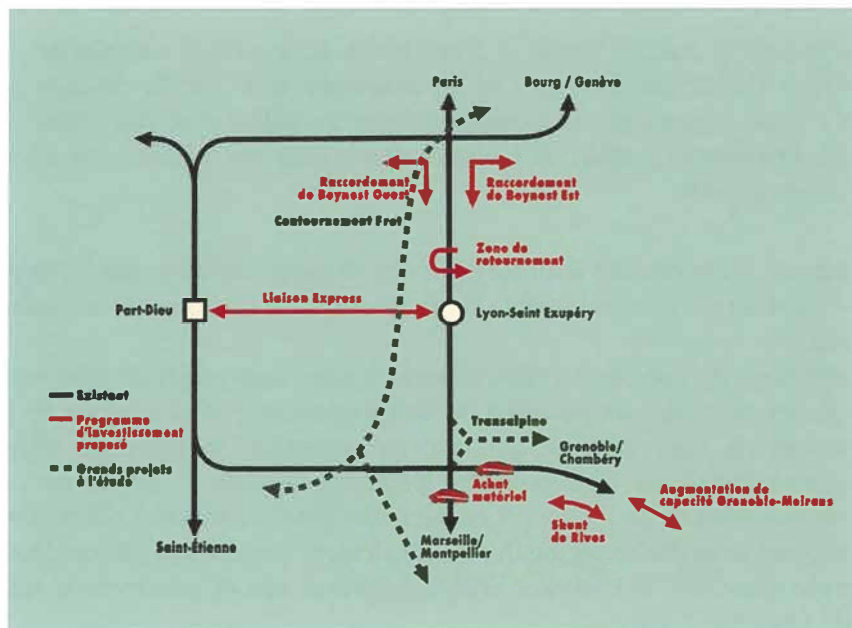 Paris
Bourg / Genève
Raccordement
de Beynost Ouest
Raccordement
de Beynost Est
Contournement Fret
Zone de
retournement
Part-Dieu
Liaison Express
Lyon-Saint Exupéry
Existant
Programme
d'investissement
proposé
Grands projets
à l'étude
Transalpine
Grenoble/
Chambéry
Achat
matériel
Augmentation de
capacité Grenoble-Moirans
Shunt
de Rives
Saint-Étienne
Marseille/
Montpellier